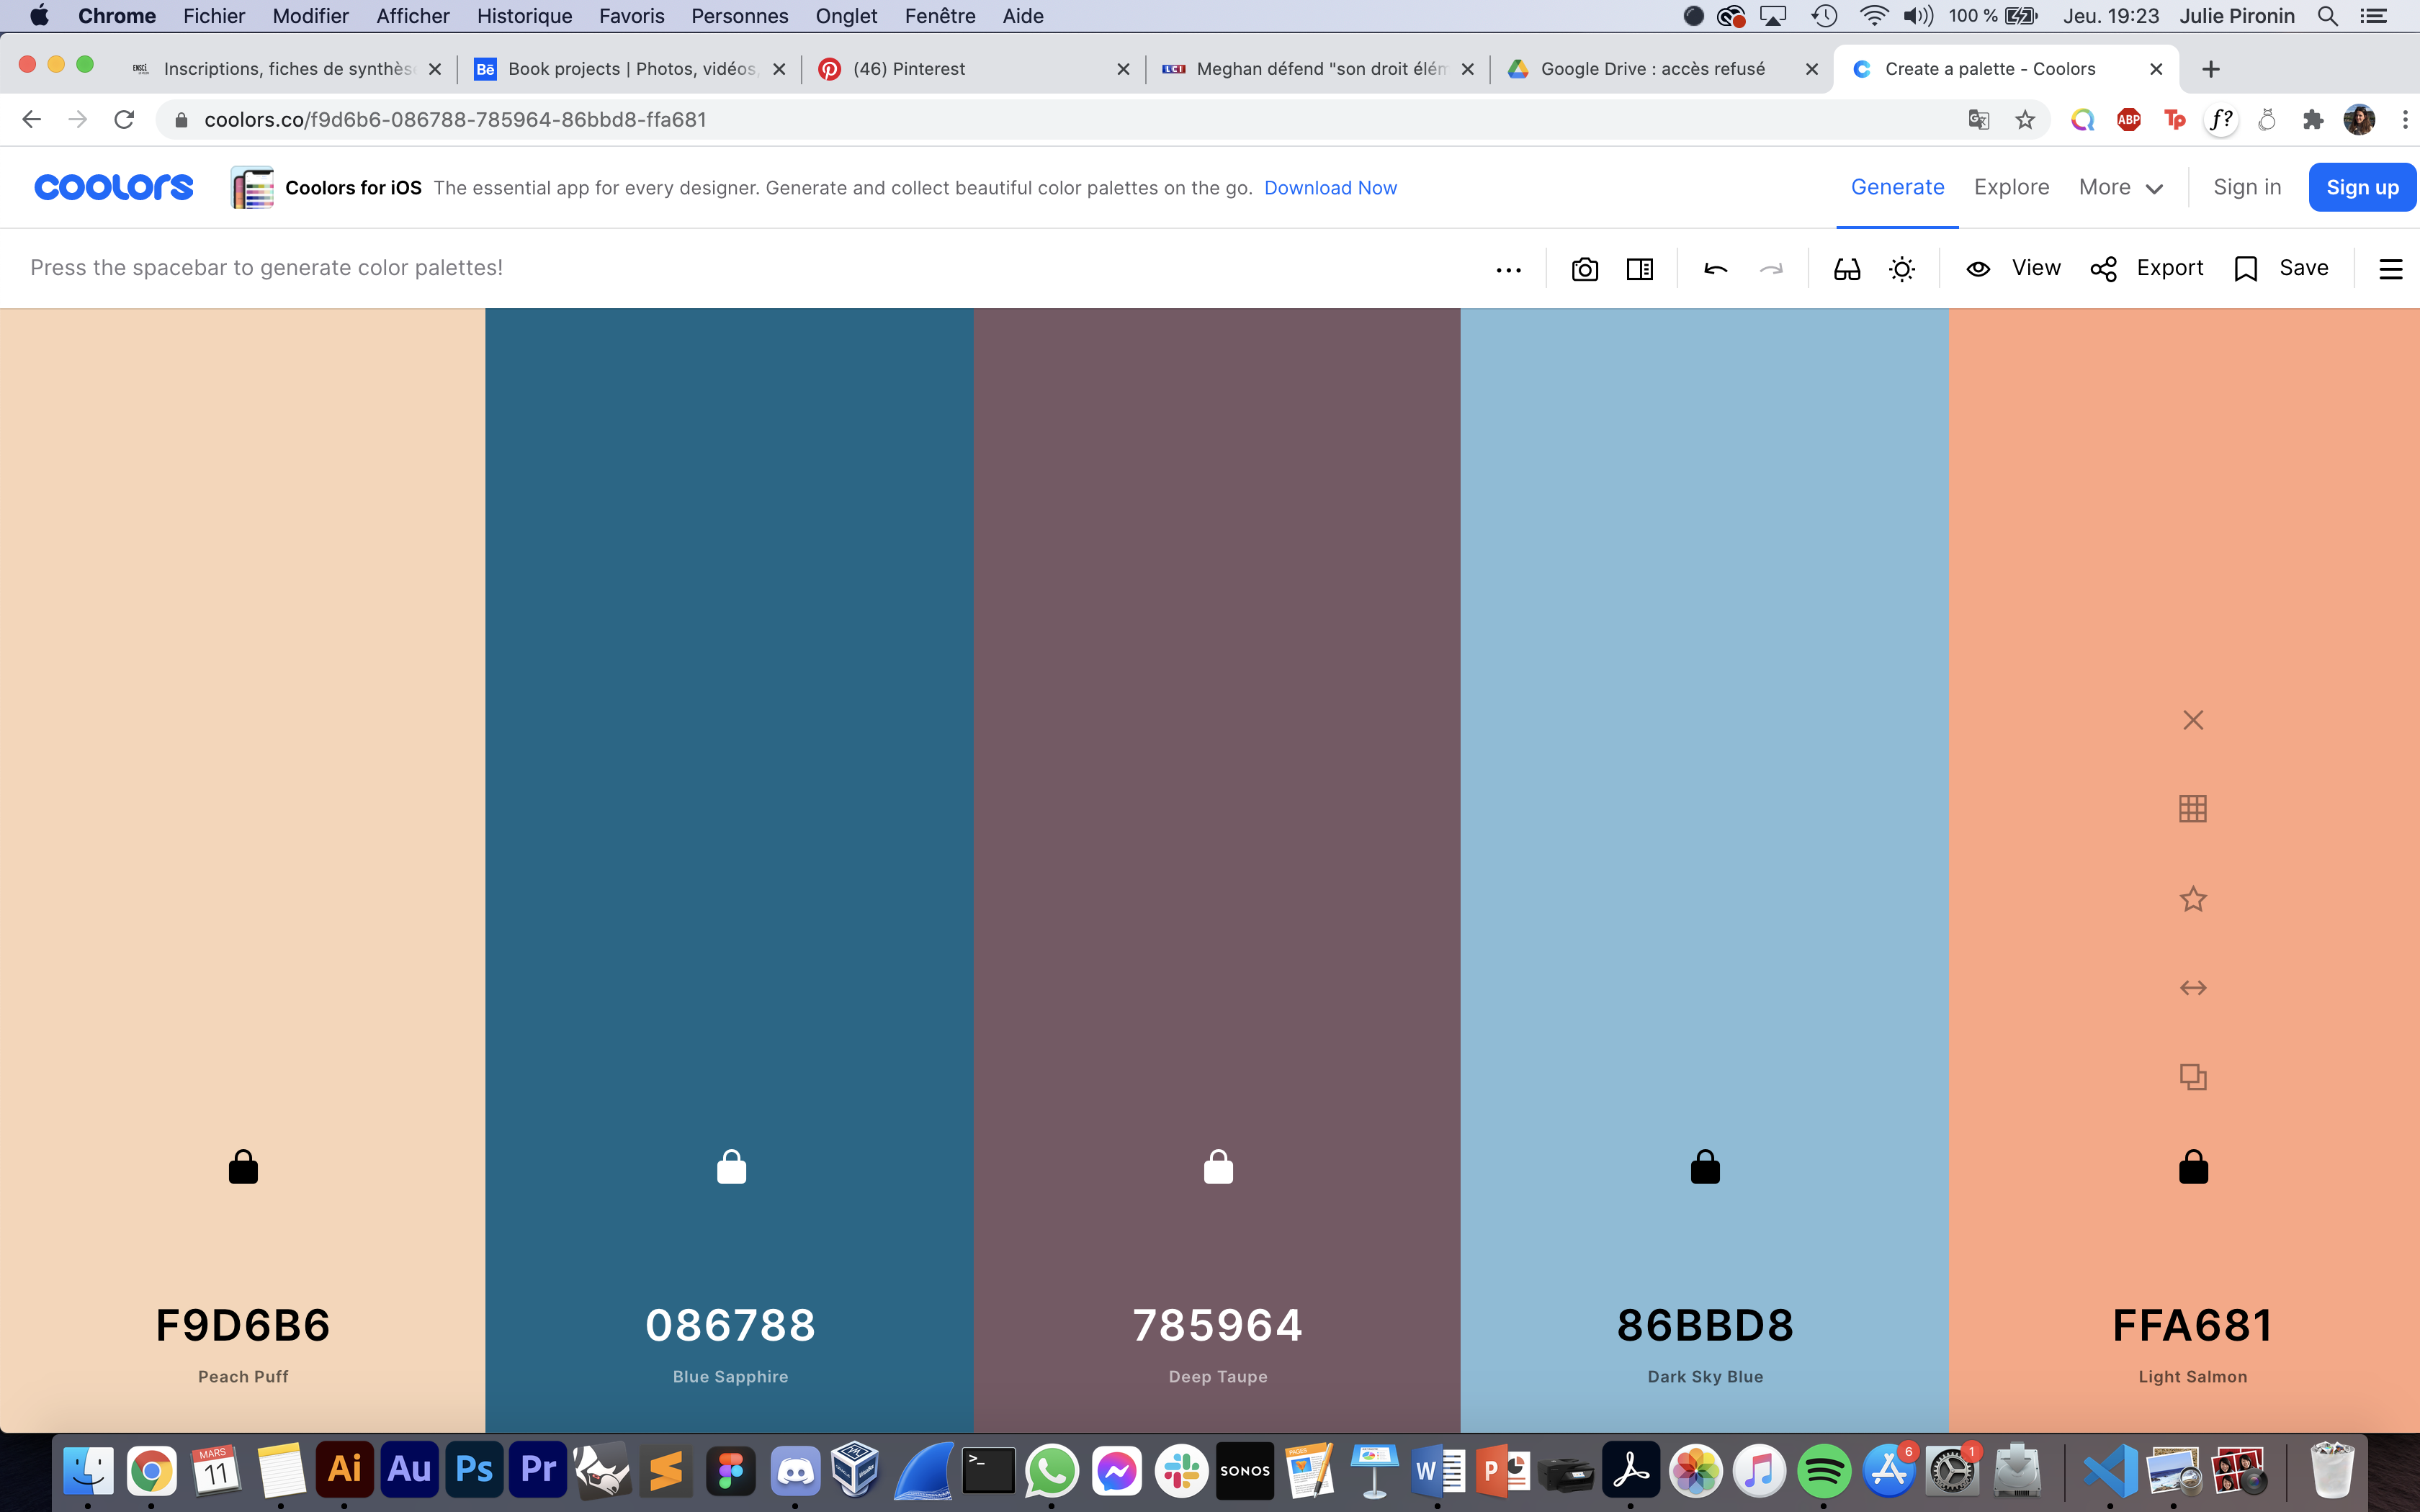 Chrome Fichier Modifier Afficher Historique Favoris Personnes Onglet Fenêtre Aide 100 % Jeu. 19:23 Julie Pironin
Inscriptions, fiches de synthèse Book projects | Photos, vidéos, (46) Pinterest LCI Meghan défend "son droit élém Google Drive : accès refusé Create a palette - Coolors
coolors.co/f9d6b6-086788-785964-86bbd8-ffa681 ABP Tp f?
coolors Coolors for iOS The essential app for every designer. Generate and collect beautiful color palettes on the go. Download Now Generate Explore More Sign in Sign up
Press the spacebar to generate color palettes! View Export Save
F9D6B6 086788 785964 86BBD8 FFA681
Peach Puff Blue Sapphire Deep Taupe Dark Sky Blue Light Salmon
MARS 11 Ai Au Ps Pr >_ SONOS PAGES W P 6 1